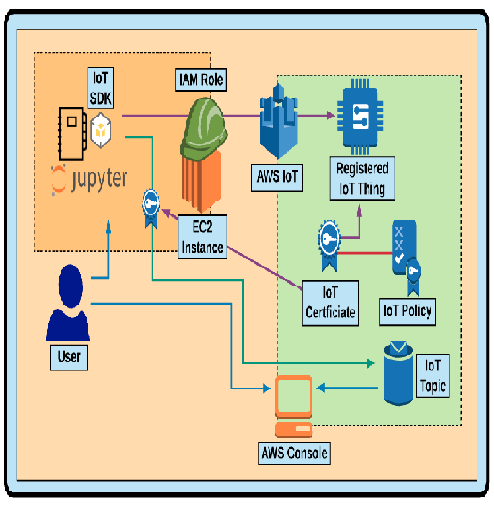 IoT
SDK
IAM Role
jupyter
AWS IoT
Registered
IoT Thing
EC2
Instance
IoT
Certficiate
IoT Policy
User
IoT
Topic
AWS Console